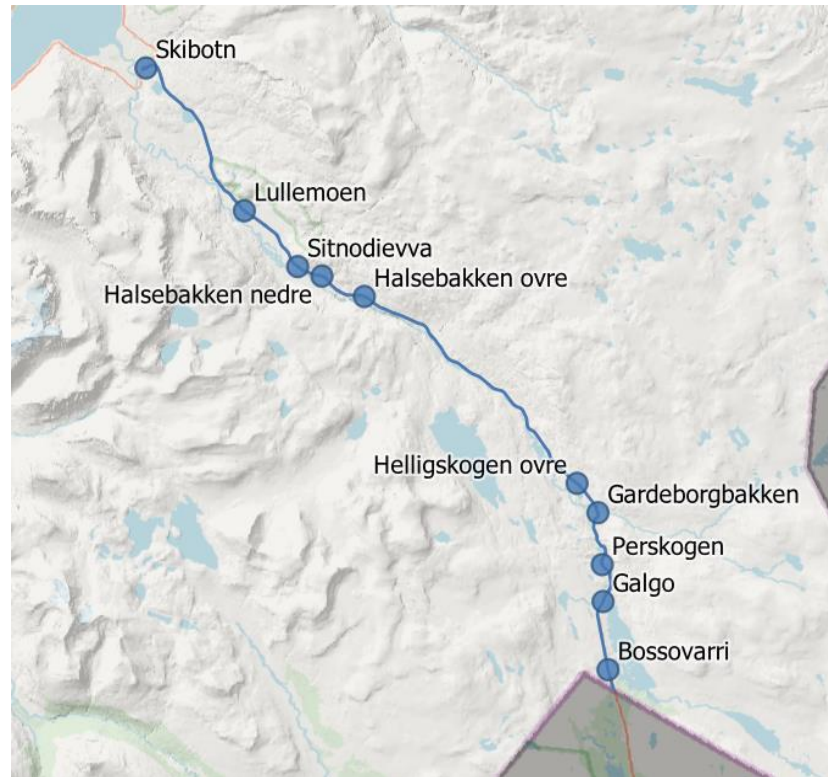 Skibotn
Lullemoen
Sitnodievva
Halsebakken nedre
Halsebakken ovre
Helligskogen ovre
Gardeborgbakken
Perskogen
Galgo
Bossovarri